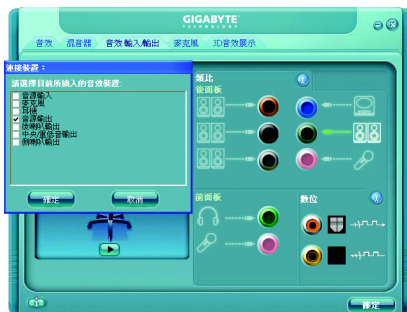 GIGABYTE
TECHNOLOGY
音效 混音器 音效輸入/輸出 麥克風 3D音效展示
連接裝置：
請選擇目前所插入的音效裝置:
音源輸入
麥克風
耳機
音源輸出
後喇叭輸出
中央/重低音輸出
側喇叭輸出
確定 取消
類比
後面板
前面板
數位
確定